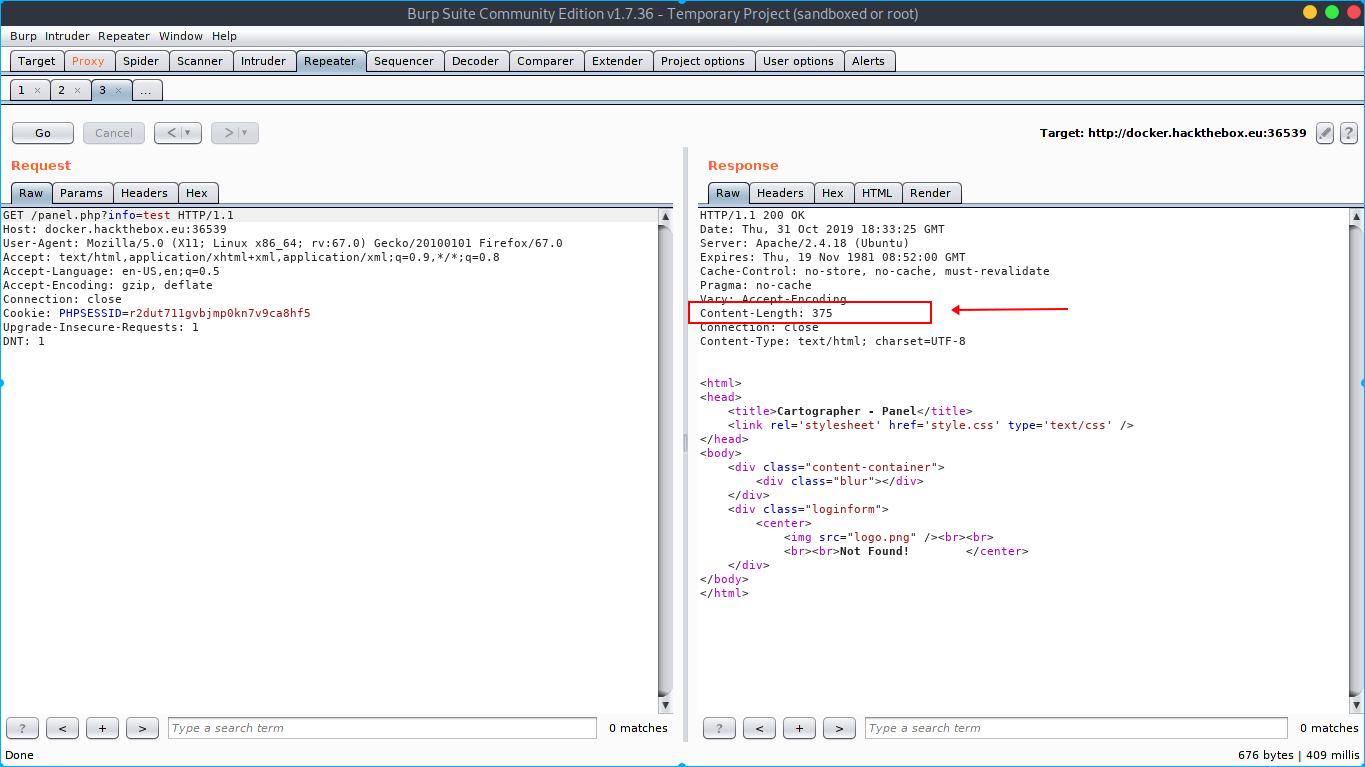 Burp Suite Community Edition v1.7.36 - Temporary Project (sandboxed or root)
Burp Intruder Repeater Window Help
Target Proxy Spider Scanner Intruder Repeater Sequencer Decoder Comparer Extender Project options User options Alerts
1 × 2 × 3 × ...
Go Cancel < ▼ > ▼ Target: http://docker.hackthebox.eu:36539 ?
Request
Raw Params Headers Hex
GET /panel.php?info=test HTTP/1.1
Host: docker.hackthebox.eu:36539
User-Agent: Mozilla/5.0 (X11; Linux x86_64; rv:67.0) Gecko/20100101 Firefox/67.0
Accept: text/html,application/xhtml+xml,application/xml;q=0.9,*/*;q=0.8
Accept-Language: en-US,en;q=0.5
Accept-Encoding: gzip, deflate
Connection: close
Cookie: PHPSESSID=r2dut711gvbjmp0kn7v9ca8hf5
Upgrade-Insecure-Requests: 1
DNT: 1
? < + > Type a search term 0 matches
Response
Raw Headers Hex HTML Render
HTTP/1.1 200 OK
Date: Thu, 31 Oct 2019 18:33:25 GMT
Server: Apache/2.4.18 (Ubuntu)
Expires: Thu, 19 Nov 1981 08:52:00 GMT
Cache-Control: no-store, no-cache, must-revalidate
Pragma: no-cache
Vary: Accept-Encoding
Content-Length: 375
Connection: close
Content-Type: text/html; charset=UTF-8
<html>
<head>
<title>Cartographer - Panel</title>
<link rel='stylesheet' href='style.css' type='text/css' />
</head>
<body>
<div class="content-container">
<div class="blur"></div>
</div>
<div class="loginform">
<center>
<img src="logo.png" /><br><br>
<br><br>Not Found! </center>
</div>
</body>
</html>
? < + > Type a search term 0 matches
Done 676 bytes | 409 millis